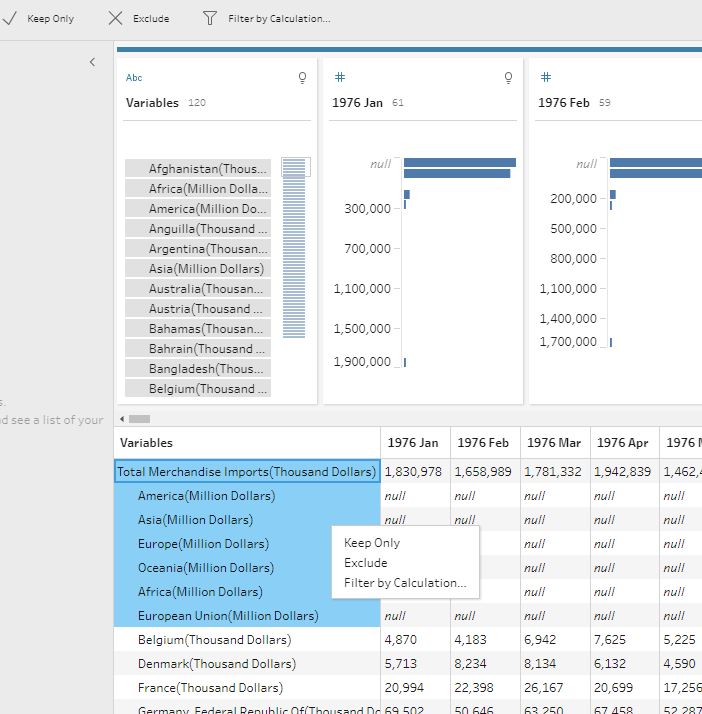 Keep Only Exclude Filter by Calculation...
Abc
Variables 120
Afghanistan(Thous...
Africa(Million Dolla...
America(Million Do...
Anguilla(Thousand
Argentina(Thousan...
Asia(Million Dollars)
Australia(Thousan...
Austria(Thousand ...
Bahamas(Thousan...
Bahrain(Thousand ...
Bangladesh(Thous...
Belgium(Thousand ...
#
1976 Jan 61
null
300,000
700,000
1,100,000
1,500,000
1,900,000
#
1976 Feb 59
null
200,000
500,000
800,000
1,100,000
1,400,000
1,700,000
s.
d see a list of your
Variables 1976 Jan 1976 Feb 1976 Mar 1976 Apr 1976 M
Total Merchandise Imports(Thousand Dollars) 1,830,978 1,658,989 1,781,332 1,942,839 1,462,4
America(Million Dollars) null null null null null
Asia(Million Dollars) null null null null null
Europe(Million Dollars) null null null
Oceania(Million Dollars) null null null
Africa(Million Dollars) null null null
European Union(Million Dollars) null null null null null
Keep Only
Exclude
Filter by Calculation...
Belgium(Thousand Dollars) 4,870 4,183 6,942 7,625 5,225
Denmark(Thousand Dollars) 5,713 8,234 8,134 6,132 4,590
France(Thousand Dollars) 20,994 22,398 26,167 20,699 17,256
Germany, Federal Republic Of(Thousand Do 69,502 50,646 63,250 67,458 52,287